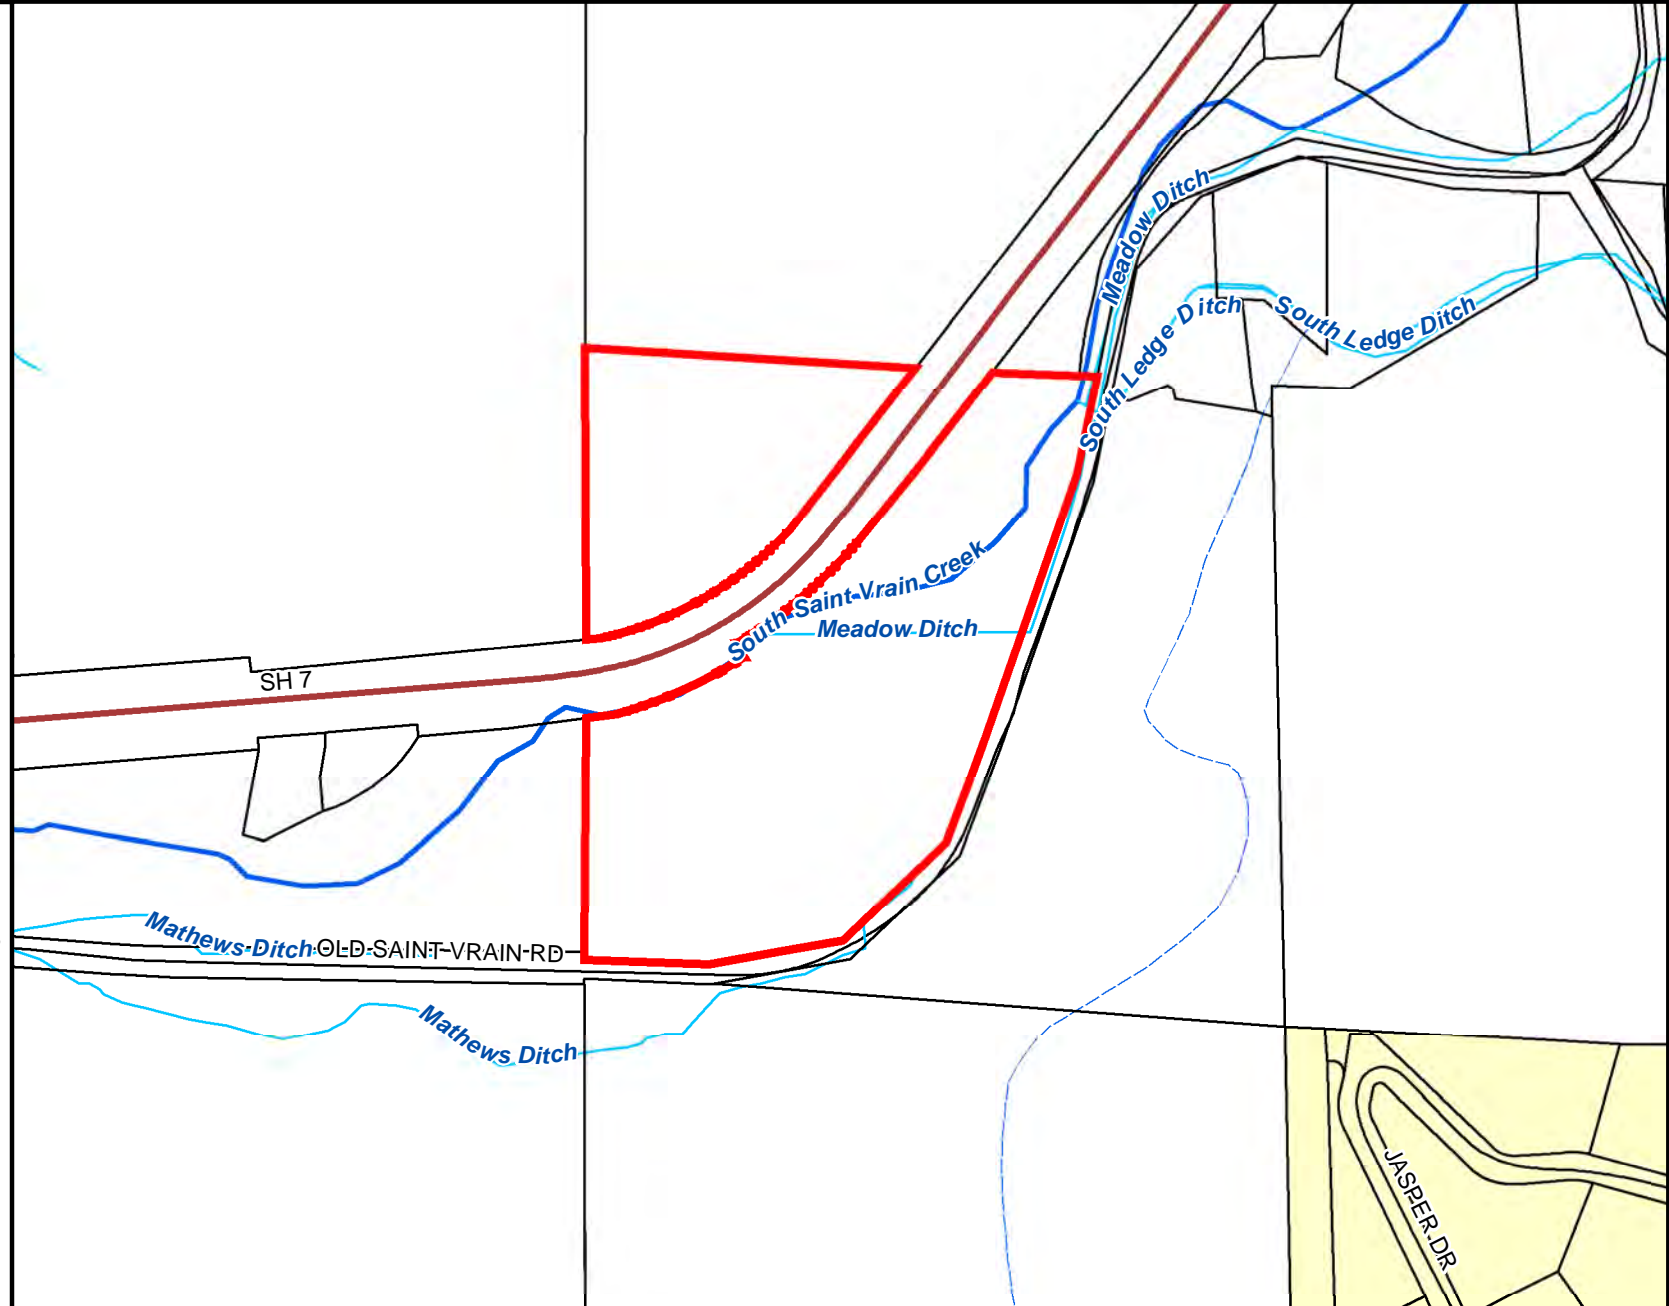 Meadow Ditch
South Ledge Ditch
South Ledge Ditch
South Saint Vrain Creek
Meadow Ditch
SH 7
Mathews Ditch
OLD SAINT VRAIN RD
Mathews Ditch
JASPER DR